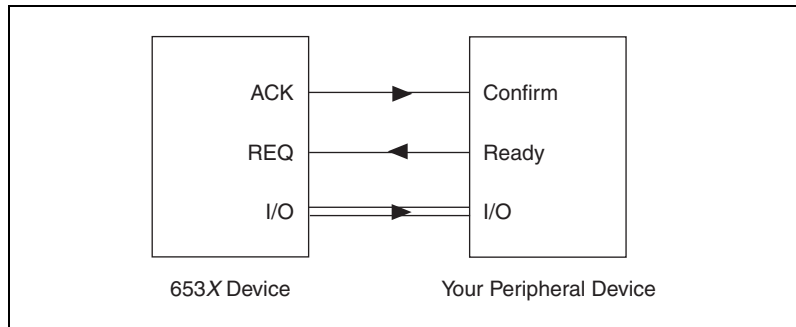 ACK Confirm
REQ Ready
I/O I/O
653X Device Your Peripheral Device